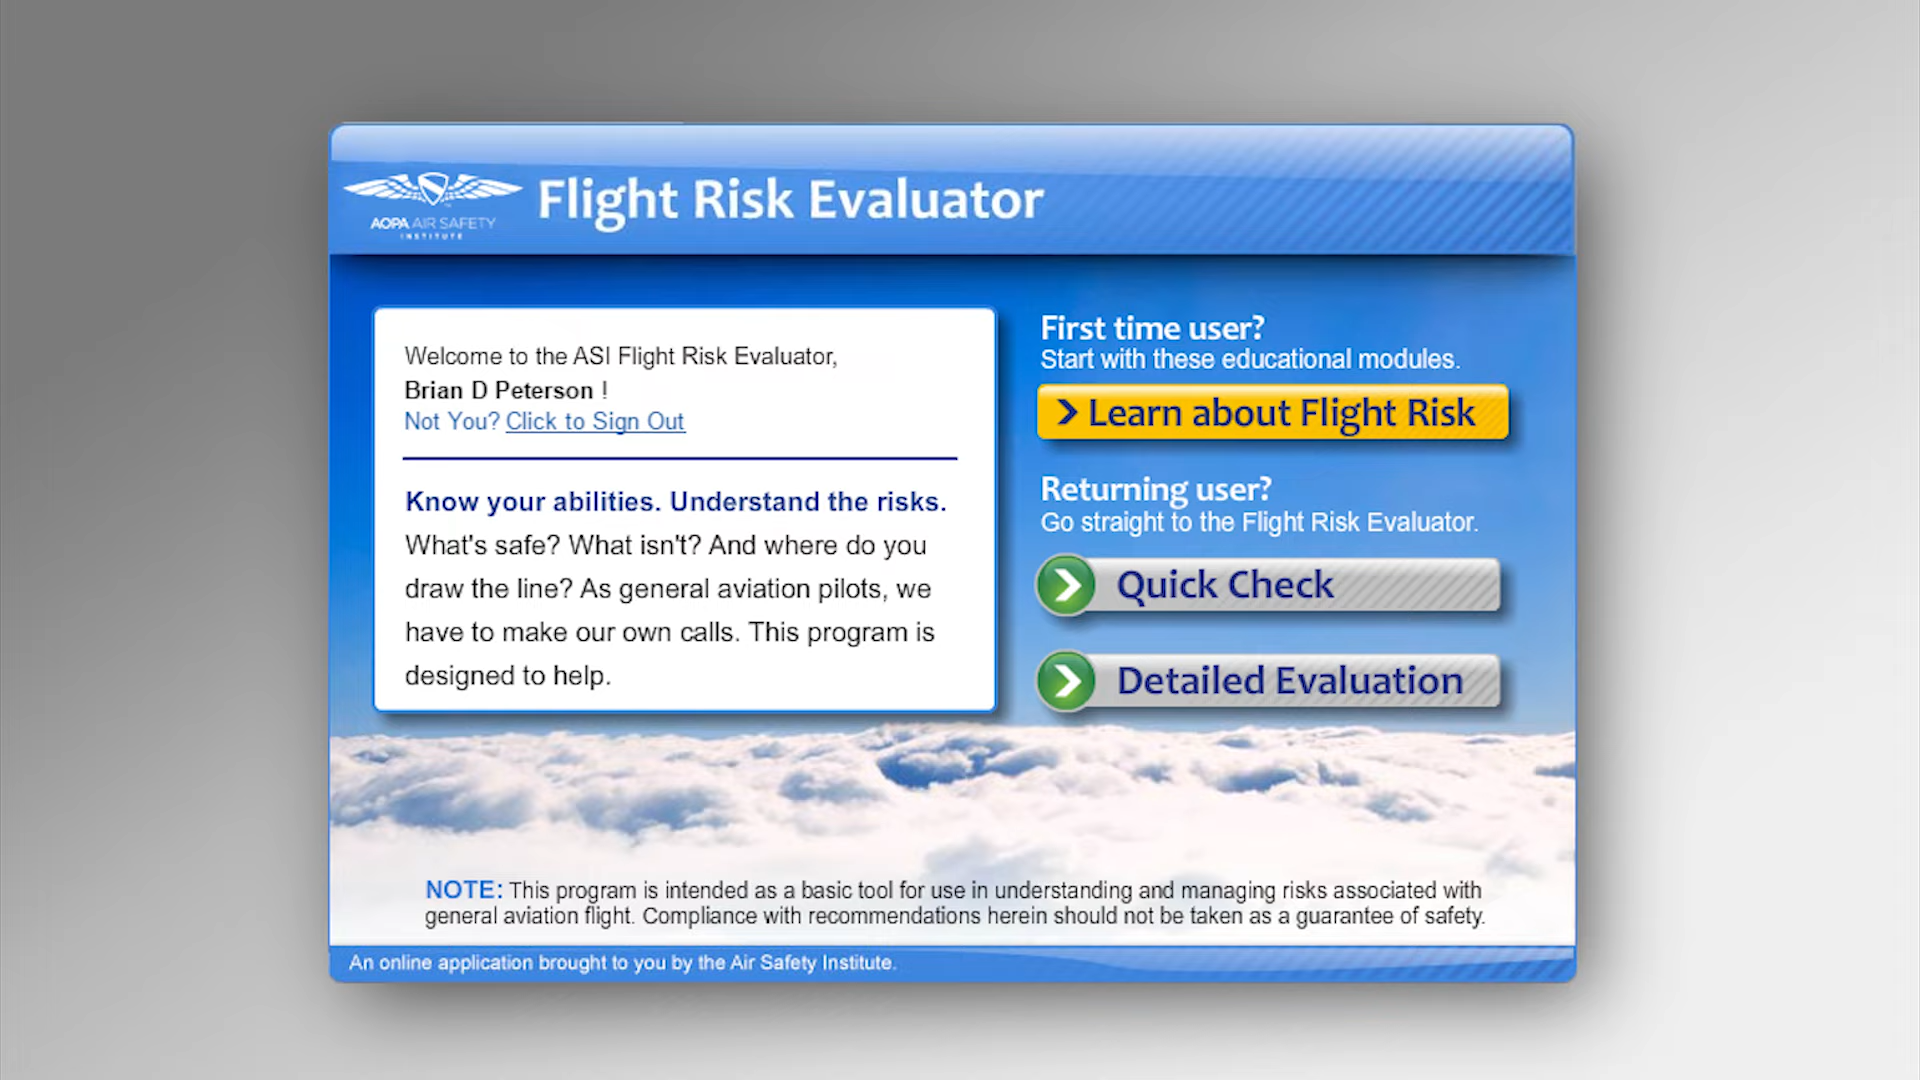 AOPA AIR SAFETY
INSTITUTE
Flight Risk Evaluator
Welcome to the ASI Flight Risk Evaluator,
Brian D Peterson !
Not You? Click to Sign Out
Know your abilities. Understand the risks.
What's safe? What isn't? And where do you
draw the line? As general aviation pilots, we
have to make our own calls. This program is
designed to help.
First time user?
Start with these educational modules.
Learn about Flight Risk
Returning user?
Go straight to the Flight Risk Evaluator.
Quick Check
Detailed Evaluation
NOTE: This program is intended as a basic tool for use in understanding and managing risks associated with
general aviation flight. Compliance with recommendations herein should not be taken as a guarantee of safety.
An online application brought to you by the Air Safety Institute.